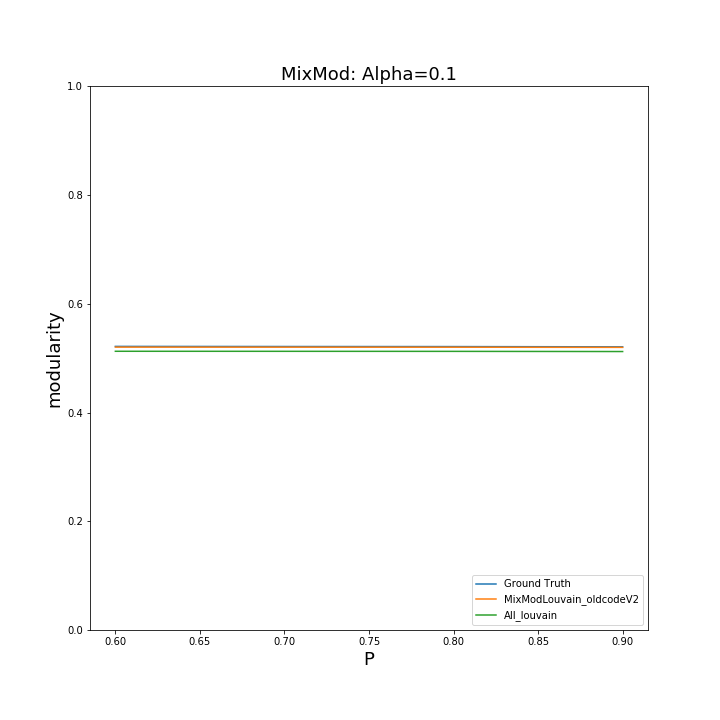 MixMod: Alpha=0.1
1.0
0.8
0.6
0.4
0.2
0.0
modularity
0.60 0.65 0.70 0.75 0.80 0.85 0.90
P
Ground Truth
MixModLouvain_oldcodeV2
All_louvain